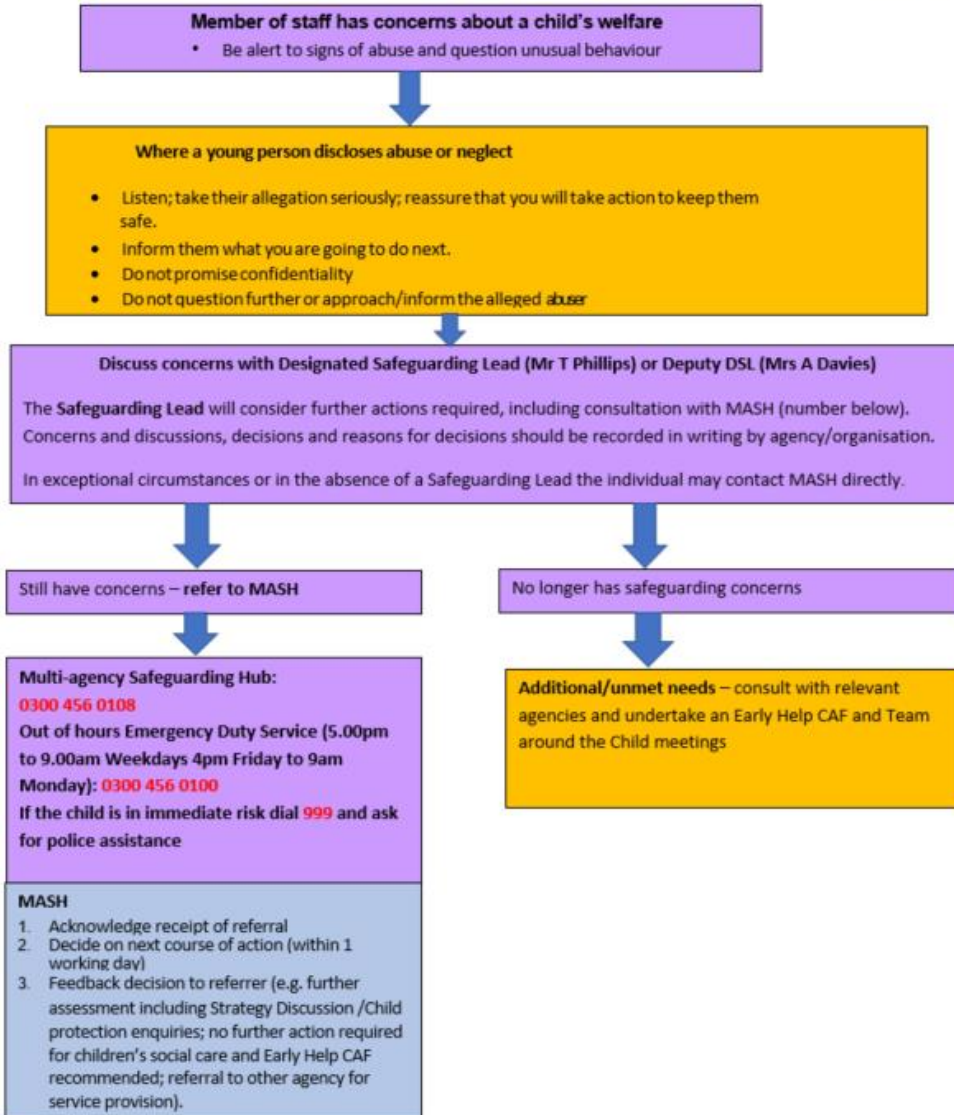 Member of staff has concerns about a child's welfare
• Be alert to signs of abuse and question unusual behaviour
Where a young person discloses abuse or neglect
• Listen; take their allegation seriously; reassure that you will take action to keep them
safe.
• Inform them what you are going to do next.
• Do not promise confidentiality
• Do not question further or approach/inform the alleged abuser
Discuss concerns with Designated Safeguarding Lead (Mr T Phillips) or Deputy DSL (Mrs A Davies)
The Safeguarding Lead will consider further actions required, including consultation with MASH (number below).
Concerns and discussions, decisions and reasons for decisions should be recorded in writing by agency/organisation.
In exceptional circumstances or in the absence of a Safeguarding Lead the individual may contact MASH directly.
Still have concerns – refer to MASH
No longer has safeguarding concerns
Multi-agency Safeguarding Hub:
0300 456 0108
Out of hours Emergency Duty Service (5.00pm
to 9.00am Weekdays 4pm Friday to 9am
Monday): 0300 456 0100
If the child is in immediate risk dial 999 and ask
for police assistance
Additional/unmet needs – consult with relevant
agencies and undertake an Early Help CAF and Team
around the Child meetings
MASH
1. Acknowledge receipt of referral
2. Decide on next course of action (within 1
working day)
3. Feedback decision to referrer (e.g. further
assessment including Strategy Discussion /Child
protection enquiries; no further action required
for children's social care and Early Help CAF
recommended; referral to other agency for
service provision).